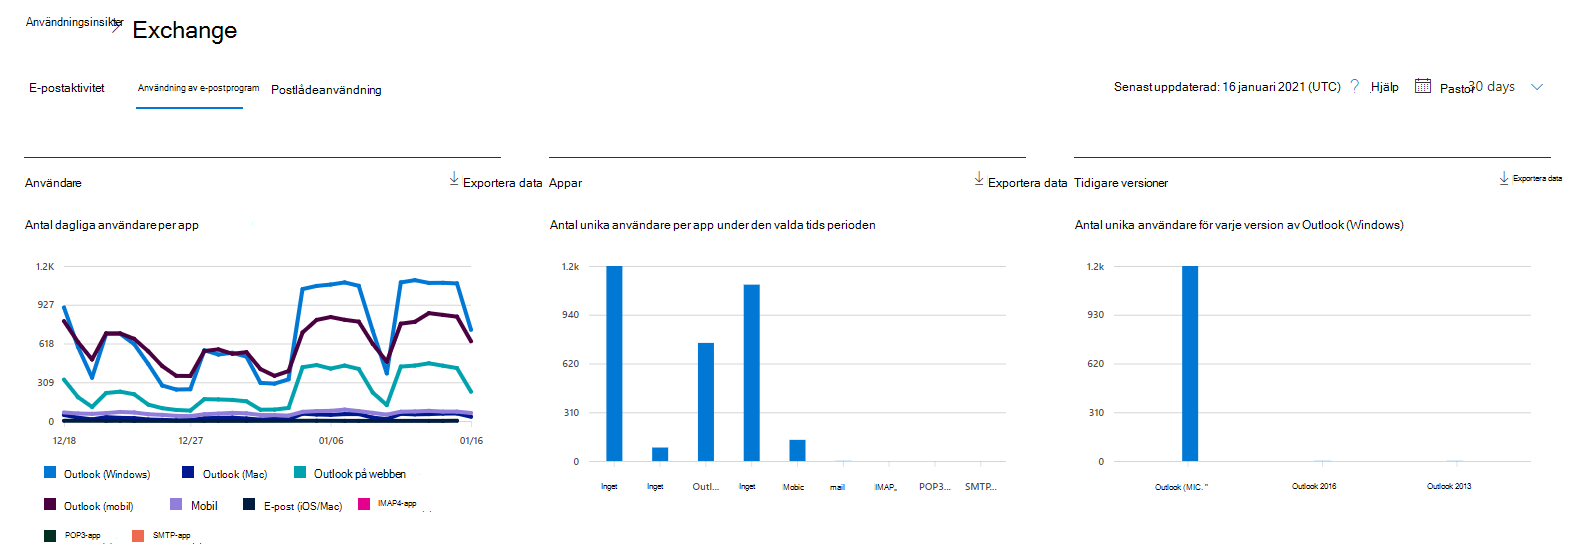 Användningsinsikter
Exchange
E-postaktivitet
Användning av e-postprogram
Postlådeanvändning
Senast uppdaterad: 16 januari 2021 (UTC)
? Hjälp
Pastor 30 days
Användare
Exportera data
Appar
Exportera data
Tidigare versioner
Exportera data
Antal dagliga användare per app
Antal unika användare per app under den valda tids perioden
Antal unika användare för varje version av Outlook (Windows)
1.2K
927
618
309
0
12/18
12/27
01/06
01/16
Outlook (Windows)
Outlook (Mac)
Outlook på webben
Outlook (mobil)
Mobil
E-post (iOS/Mac)
IMAP4-app
POP3-app
SMTP-app
1.2k
940
620
310
0
Inget
Inget
Outl...
Inget
Mobic
mail
IMAP..
POP3...
SMTP...
1.2k
930
620
310
0
Outlook (MIC. "
Outlook 2016
Outlook 2013